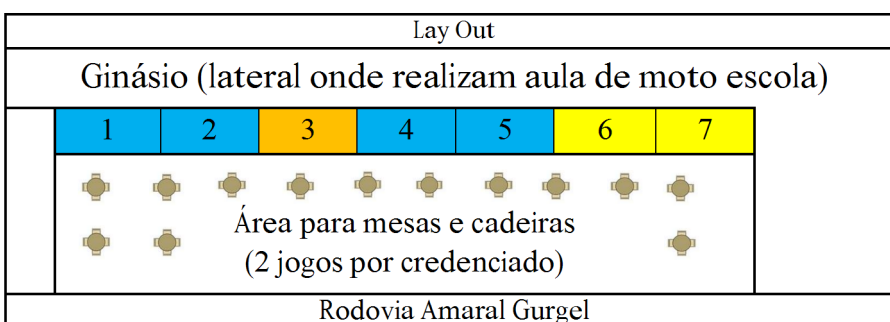 Lay Out
Ginásio (lateral onde realizam aula de moto escola)
1 2 3 4 5 6 7
Área para mesas e cadeiras
(2 jogos por credenciado)
Rodovia Amaral Gurgel